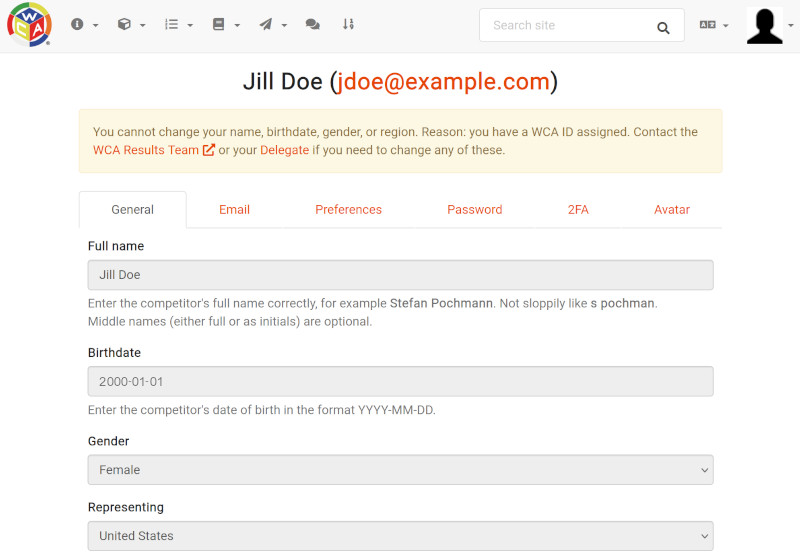 WCA
Search site
Jill Doe (jdoe@example.com)
You cannot change your name, birthdate, gender, or region. Reason: you have a WCA ID assigned. Contact the
WCA Results Team or your Delegate if you need to change any of these.
General Email Preferences Password 2FA Avatar
Full name
Jill Doe
Enter the competitor's full name correctly, for example Stefan Pochmann. Not sloppily like s pochman.
Middle names (either full or as initials) are optional.
Birthdate
2000-01-01
Enter the competitor's date of birth in the format YYYY-MM-DD.
Gender
Female
Representing
United States